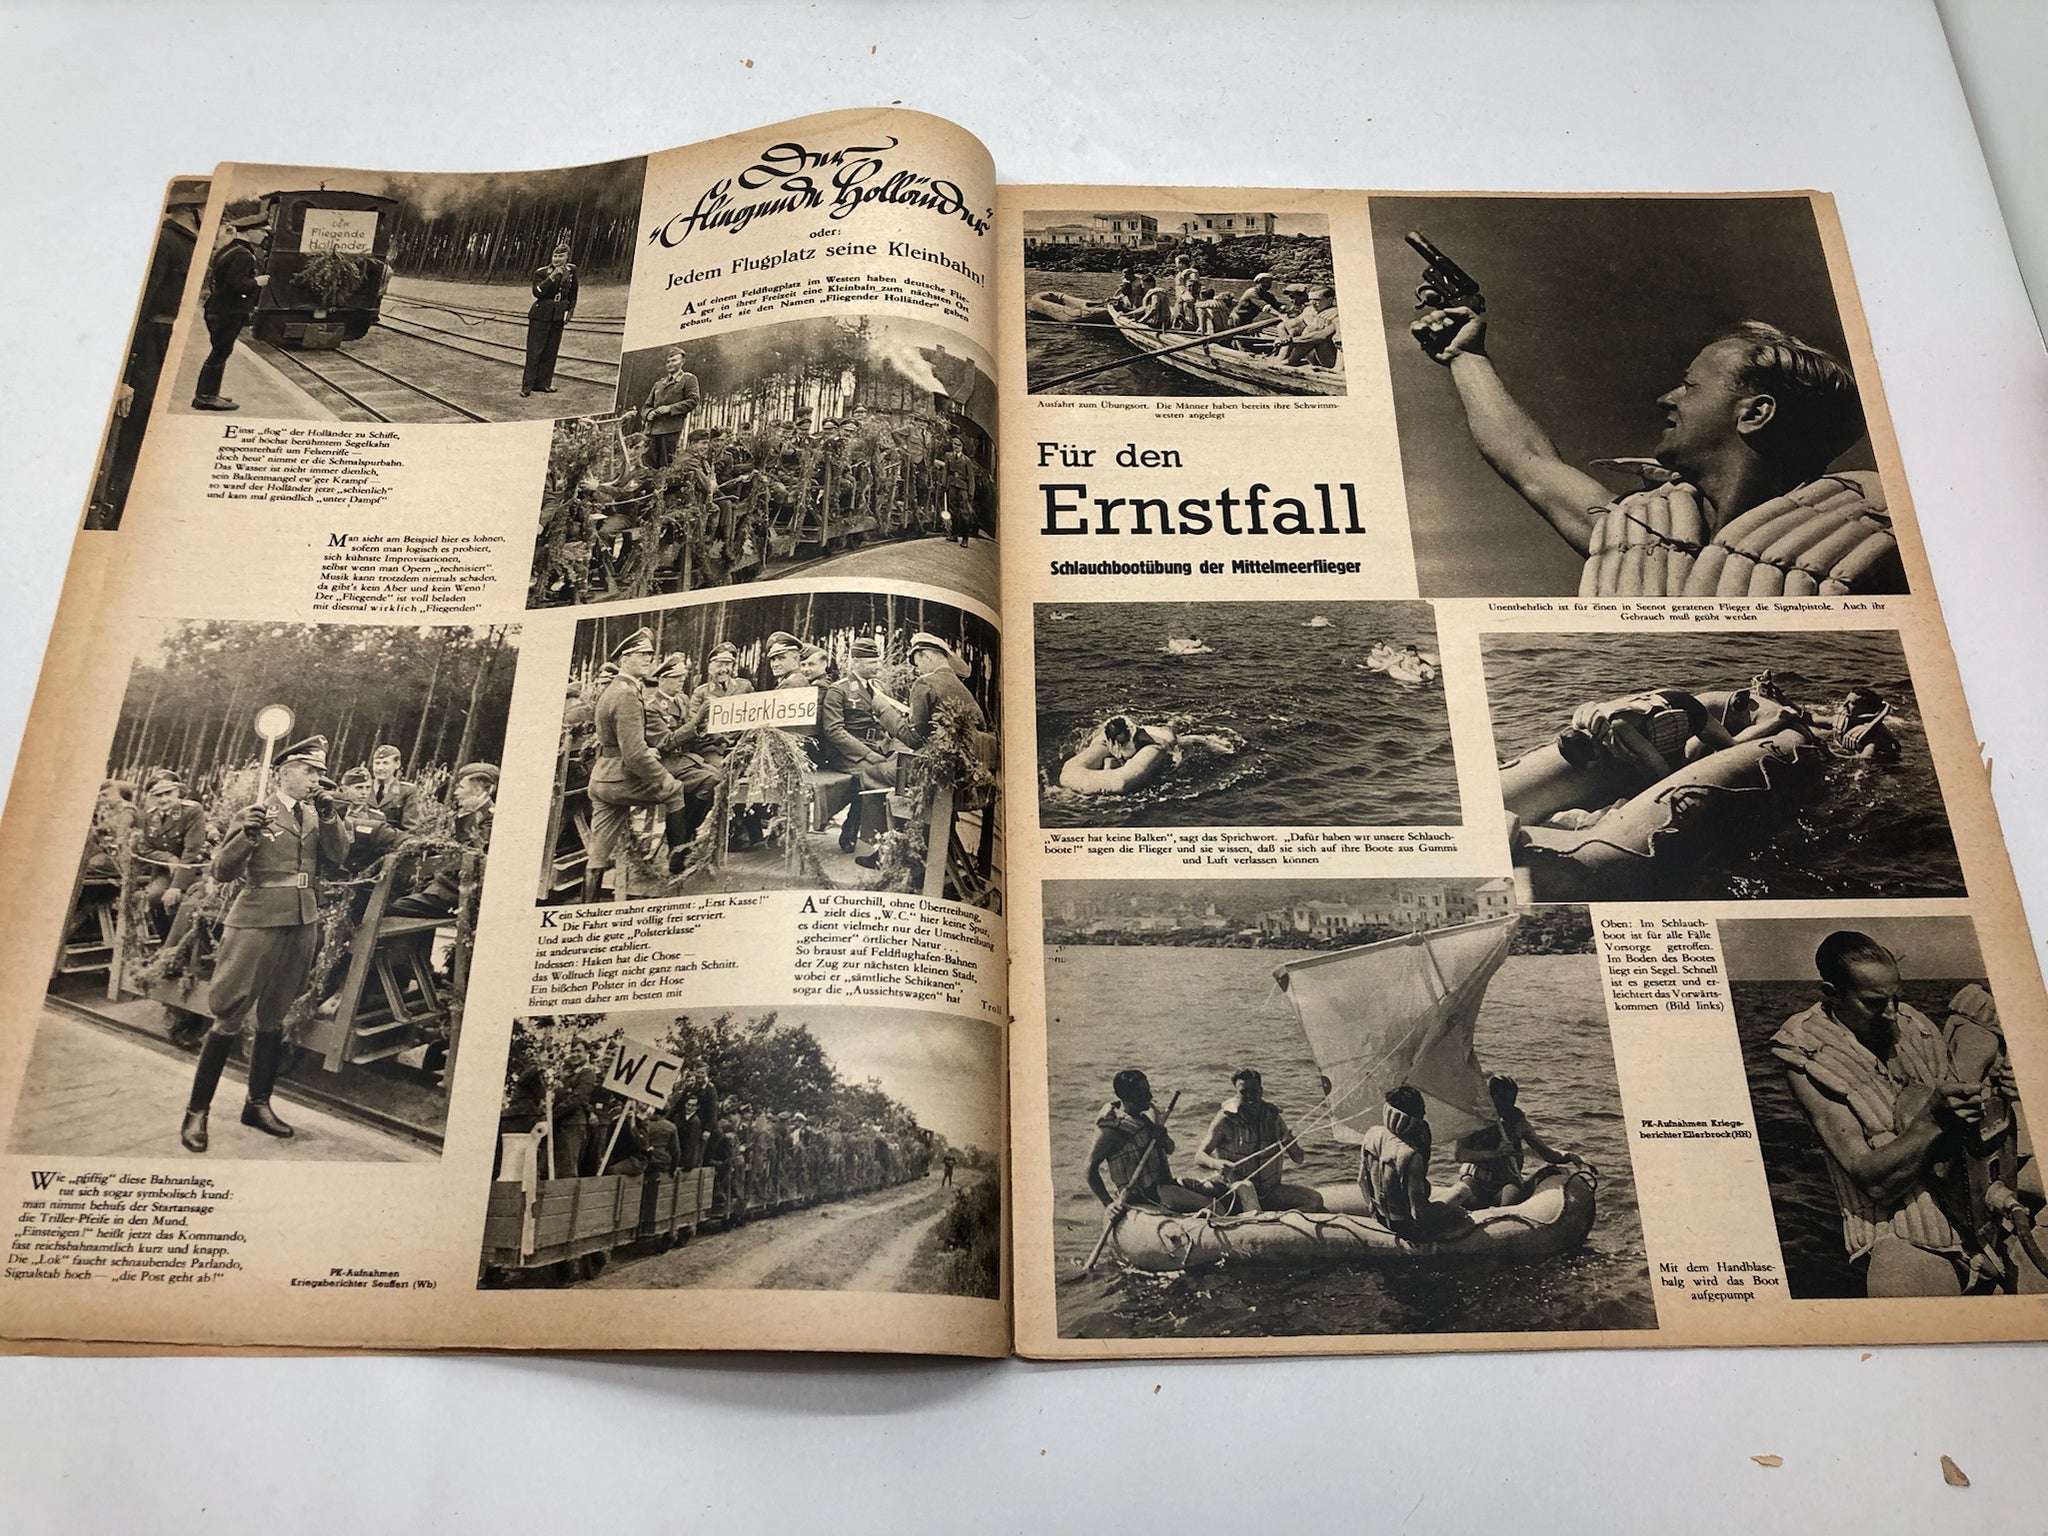 DER
Fliegende
Holländer
Der
„Fliegende Holländer“
oder:
Jedem Flugplatz seine Kleinbahn!
Auf einem Feldflugplatz im Westen haben deutsche Flie-
ger in ihrer Freizeit eine Kleinbahn zum nächsten Ort
gebaut, der sie den Namen „Fliegender Holländer“ gaben
Einst „flog“ der Holländer zu Schiffe,
auf höchst berühmtem Segelkahn
gespensterhaft um Felsenriffe —
doch heut' nimmt er die Schmalspurbahn.
Das Wasser ist nicht immer dienlich,
sein Balkenmangel ew'ger Krampf —
so ward der Holländer jetzt „schienlich“
und kam mal gründlich „unter Dampf“
Man sieht am Beispiel hier es lohnen,
sofern man logisch es probiert,
sich kühnste Improvisationen,
selbst wenn man Opern „technisiert“.
Musik kann trotzdem niemals schaden,
da gibt's kein Aber und kein Wenn!
Der „Fliegende“ ist voll beladen
mit diesmal wirklich „Fliegenden“
Polsterklasse
Kein Schalter mahnt ergrimmt: „Erst Kasse!“
Die Fahrt wird völlig frei serviert.
Und auch die gute „Polsterklasse“
ist andeutweise etabliert.
Indessen: Haken hat die Chose —
das Wolltuch liegt nicht ganz nach Schnitt.
Ein bißchen Polster in der Hose
Bringt man daher am besten mit
Auf Churchill, ohne Übertreibung,
zielt dies „W.C.“ hier keine Spur,
es dient vielmehr nur der Umschreibung
„geheimer“ örtlicher Natur . . .
So braust auf Feldflughafen-Bahnen
der Zug zur nächsten kleinen Stadt,
wobei er „sämtliche Schikanen“,
sogar die „Aussichtswagen“ hat
Troll
WC
Wie „pfiffig“ diese Bahnanlage,
tut sich sogar symbolisch kund:
man nimmt behufs der Startansage
die Triller-Pfeife in den Mund.
„Einsteigen!“ heißt jetzt das Kommando,
fast reichsbahnamtlich kurz und knapp.
Die „Lok“ faucht schnaubendes Parlando,
Signalstab hoch — „die Post geht ab!“
PK-Aufnahmen
Kriegsberichter Seuffert (Wb)
Ausfahrt zum Übungsort. Die Männer haben bereits ihre Schwimm-
westen angelegt
Für den
Ernstfall
Schlauchbootübung der Mittelmeerflieger
Unentbehrlich ist für einen in Seenot geratenen Flieger die Signalpistole. Auch ihr
Gebrauch muß geübt werden
„Wasser hat keine Balken“, sagt das Sprichwort. „Dafür haben wir unsere Schlauch-
boote!“ sagen die Flieger und sie wissen, daß sie sich auf ihre Boote aus Gummi
und Luft verlassen können
Oben: Im Schlauch-
boot ist für alle Fälle
Vorsorge getroffen.
Im Boden des Bootes
liegt ein Segel. Schnell
ist es gesetzt und er-
leichtert das Vorwärts-
kommen (Bild links)
PK-Aufnahmen Kriegs-
berichter Ellerbrock (HH)
Mit dem Handblase-
balg wird das Boot
aufgepumpt